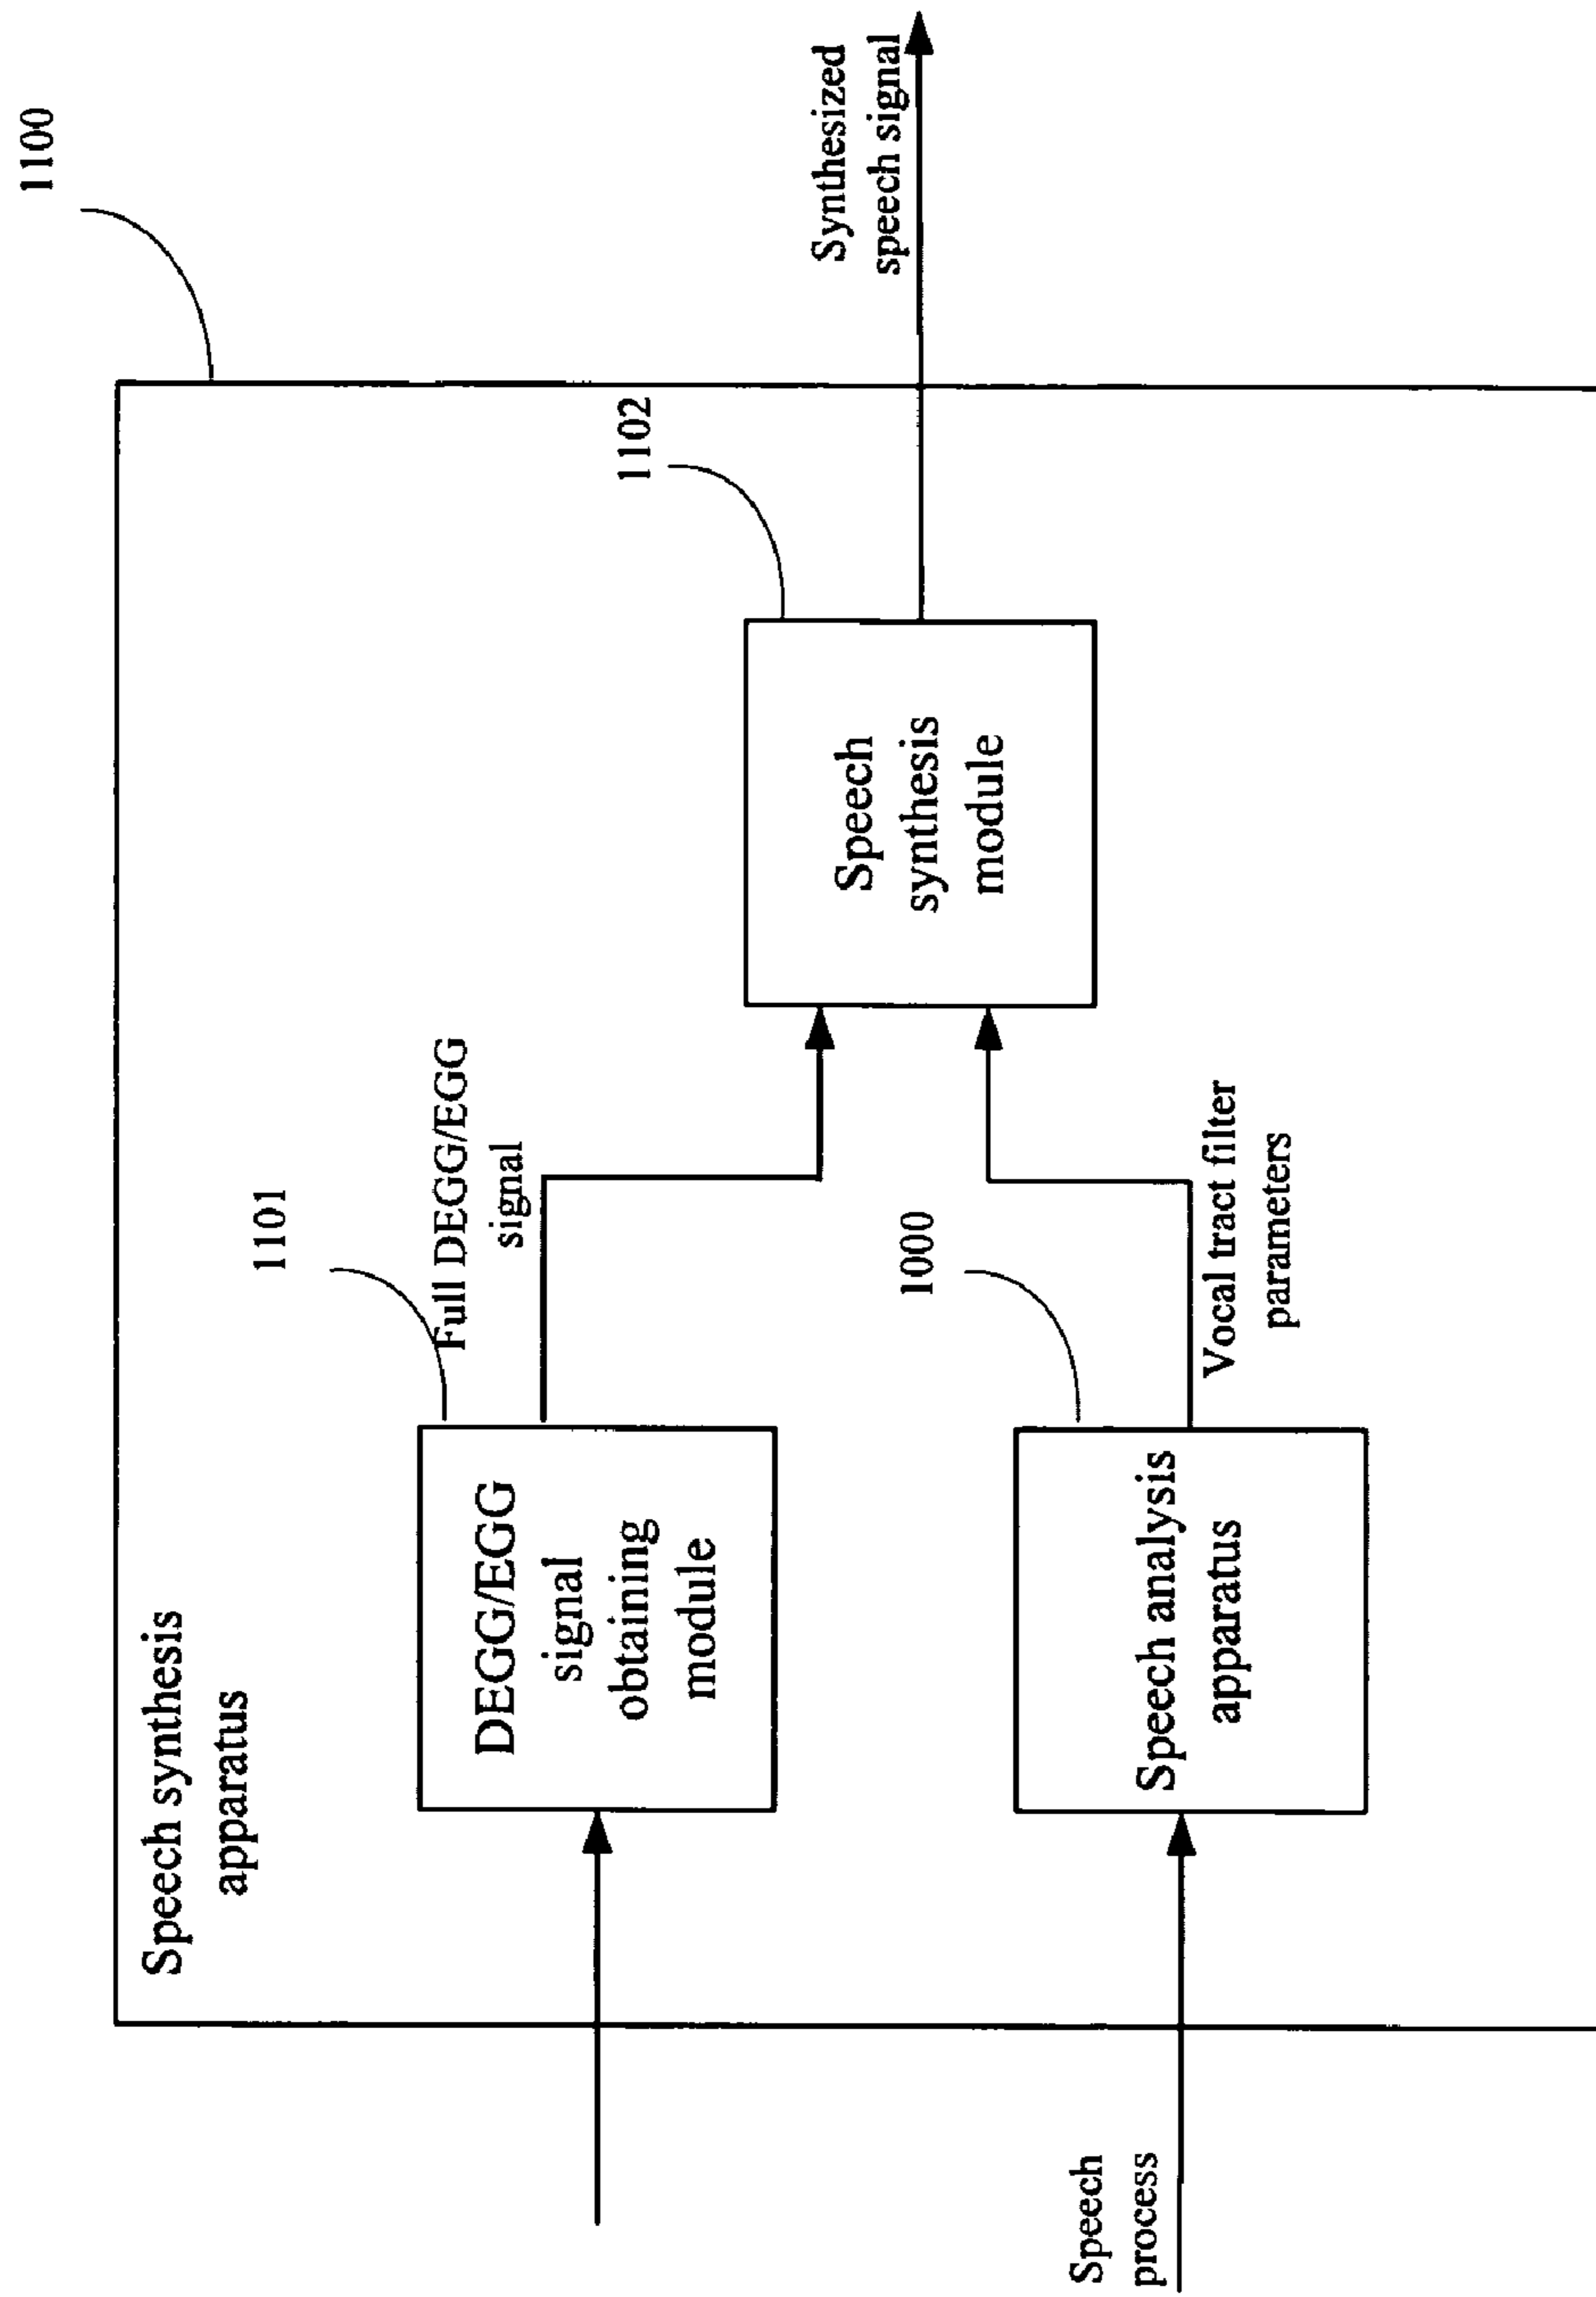 1100
Speech synthesis
apparatus
1101
Full DEGG/EGG
signal
DEGG/EGG
signal
obtaining
module
1102
Speech
synthesis
module
Synthesized
speech signal
1000
Speech
process
Speech analysis
apparatus
Vocal tract filter
parameters